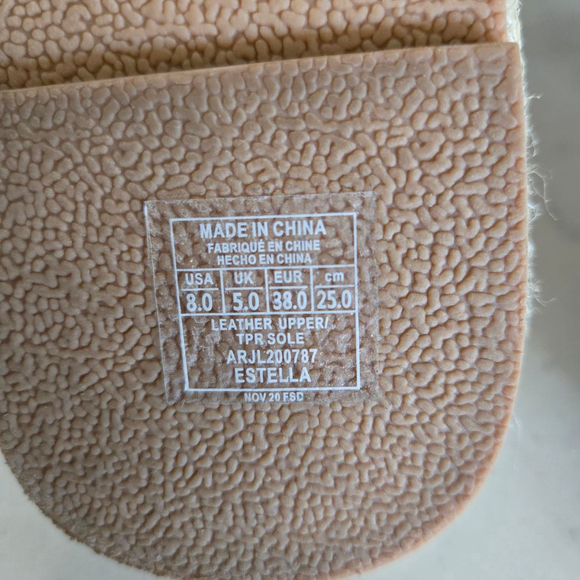 MADE IN CHINA
FABRIQUÉ EN CHINE
HECHO EN CHINA
USA UK EUR cm
8.0 5.0 38.0 25.0
LEATHER UPPER/
TPR SOLE
ARJL200787
ESTELLA
NOV 20 FSD